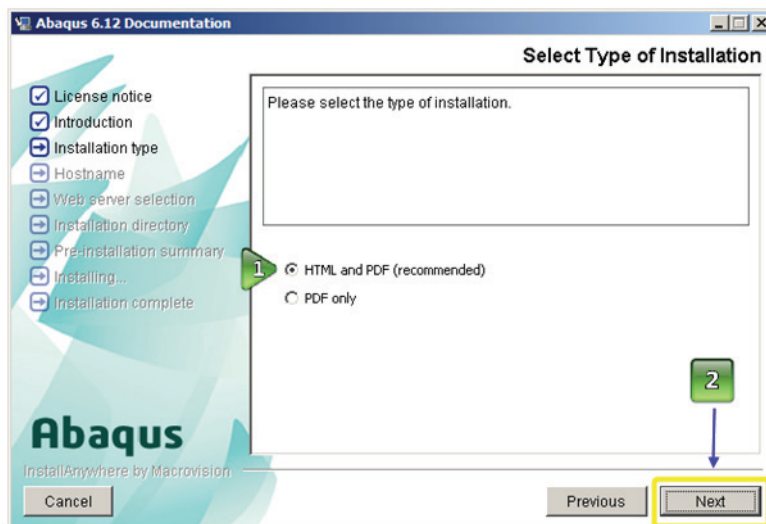 Abaqus 6.12 Documentation
Select Type of Installation
License notice
Introduction
Installation type
Hostname
Web server selection
Installation directory
Pre-installation summary
Installing...
Installation complete
Please select the type of installation.
1
HTML and PDF (recommended)
PDF only
2
Abaqus
InstallAnywhere by Macrovision
Cancel
Previous
Next